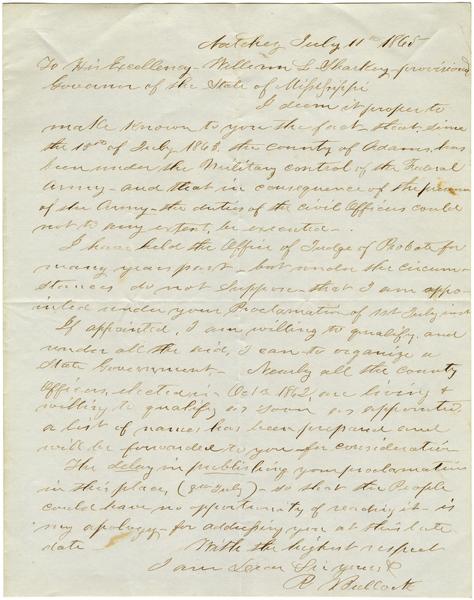 Natchez July 11th 1865
To His Excellency William L Sharkey provisional
Governor of the State of Mississippi
I deem it proper to
make known to you the fact that, since
the 13th of July 1863, the county of Adams, has
been under the Military control of the Federal
Army - and that in consequence of the presence
of the Army - the duties of the civil Officers could
not to any extent, be executed -
I have held the Office of Judge of Probate for
many years past - but under the circum-
stances do not suppose - that I am appo-
inted under your Proclamation of 1st July inst
If appointed, I am willing to qualify, and
render all the aid, I can to organize a
State Government - Nearly all the county
Officers, elected in - Oct 1862, are living &
willing to qualify as soon as appointed
a list of names has been prepared and
will be forwarded to you for consideration
The delay in publishing your proclamation
in this place, (8th July) - so that the People
could have no opportunity of reading it - is
my apology - for addressing you at this late
date - With the highest respect
I am Dear Sir yours &
R Bullock